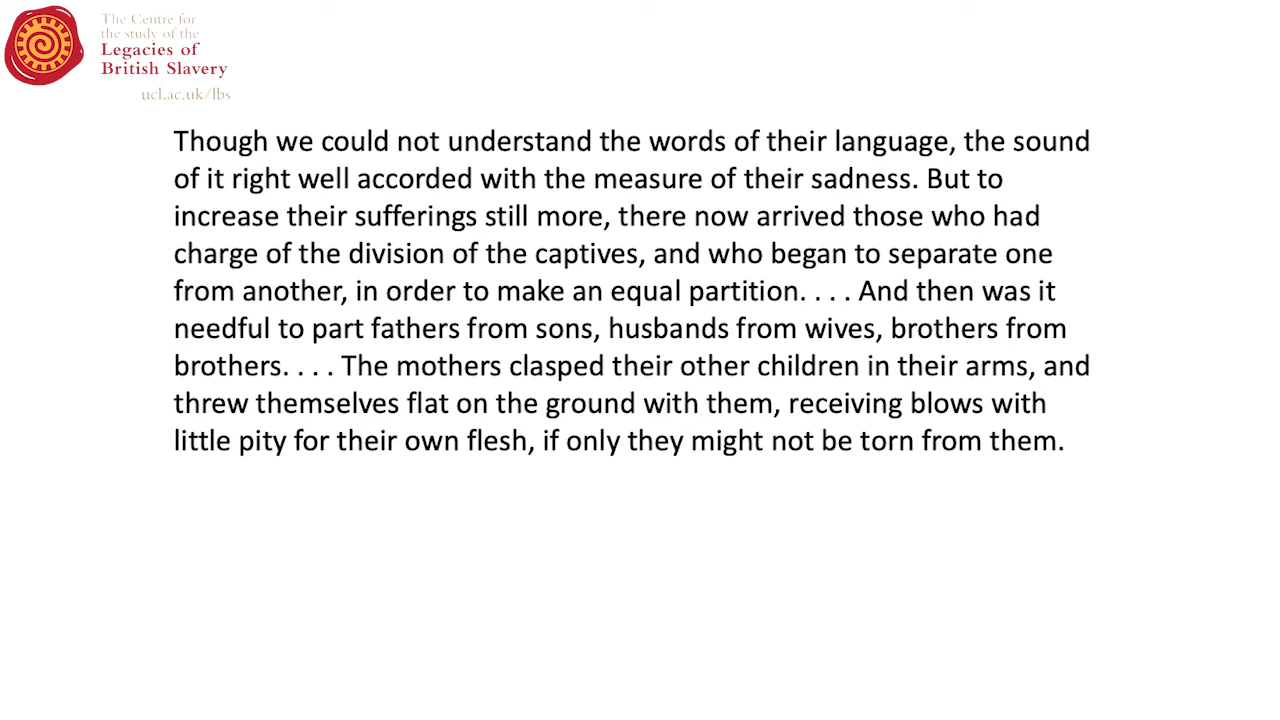 The Centre for
the study of the
Legacies of
British Slavery
ucl.ac.uk/lbs
Though we could not understand the words of their language, the sound
of it right well accorded with the measure of their sadness. But to
increase their sufferings still more, there now arrived those who had
charge of the division of the captives, and who began to separate one
from another, in order to make an equal partition. . . . And then was it
needful to part fathers from sons, husbands from wives, brothers from
brothers. . . . The mothers clasped their other children in their arms, and
threw themselves flat on the ground with them, receiving blows with
little pity for their own flesh, if only they might not be torn from them.